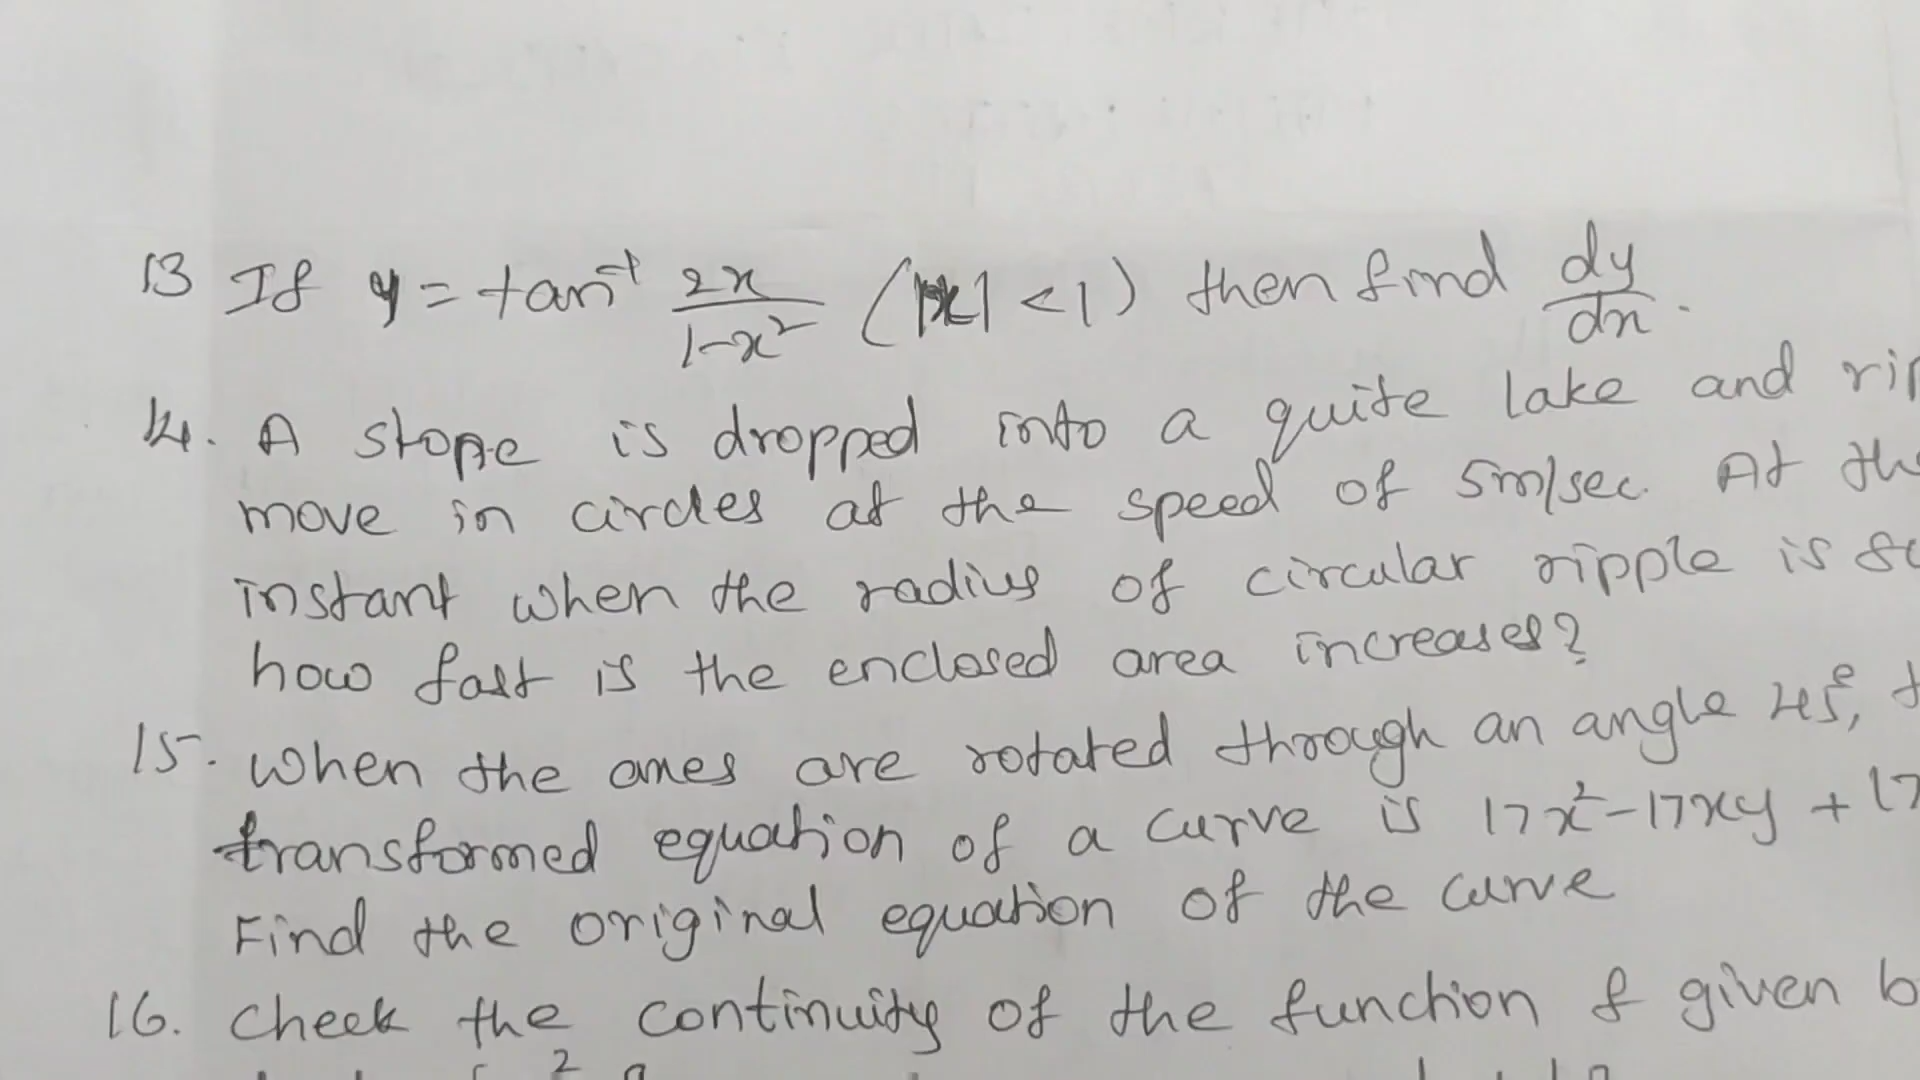 13 If y = tan⁻¹ 2x/1-x² (|x| <1) then find dy/dx.
14. A stone is dropped into a quite lake and
move in circles at the speed of 5m/sec. At the
instant when the radius of circular ripple is
how fast is the enclosed area increases?
15. When the axes are rotated through an angle 45°,
transformed equation of a curve is 17x²-17xy + 17
Find the original equation of the curve
16. check the continuity of the function f given